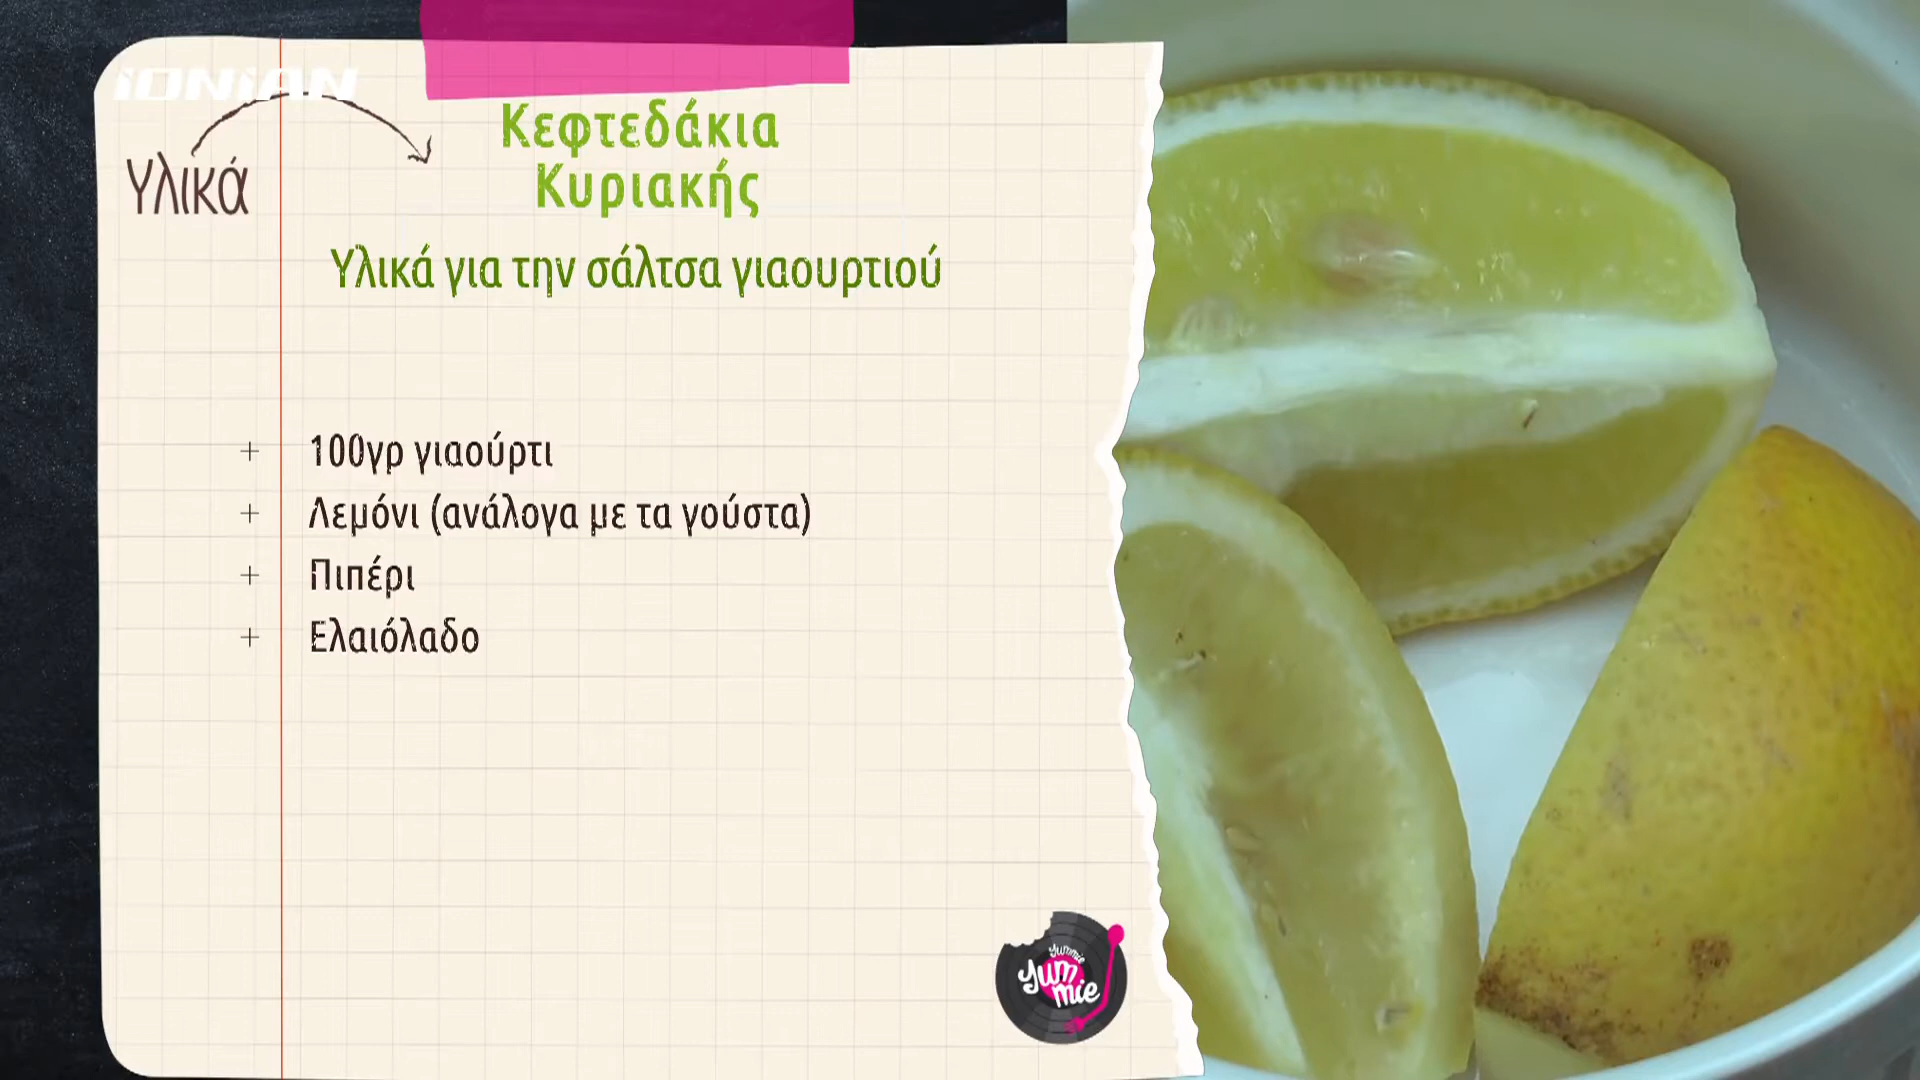 IONIAN
Υλικά
Κεφτεδάκια
Κυριακής
Υλικά για την σάλτσα γιαουρτιού
+ 100γρ γιαούρτι
+ Λεμόνι (ανάλογα με τα γούστα)
+ Πιπέρι
+ Ελαιόλαδο
Yummie
yum
mie